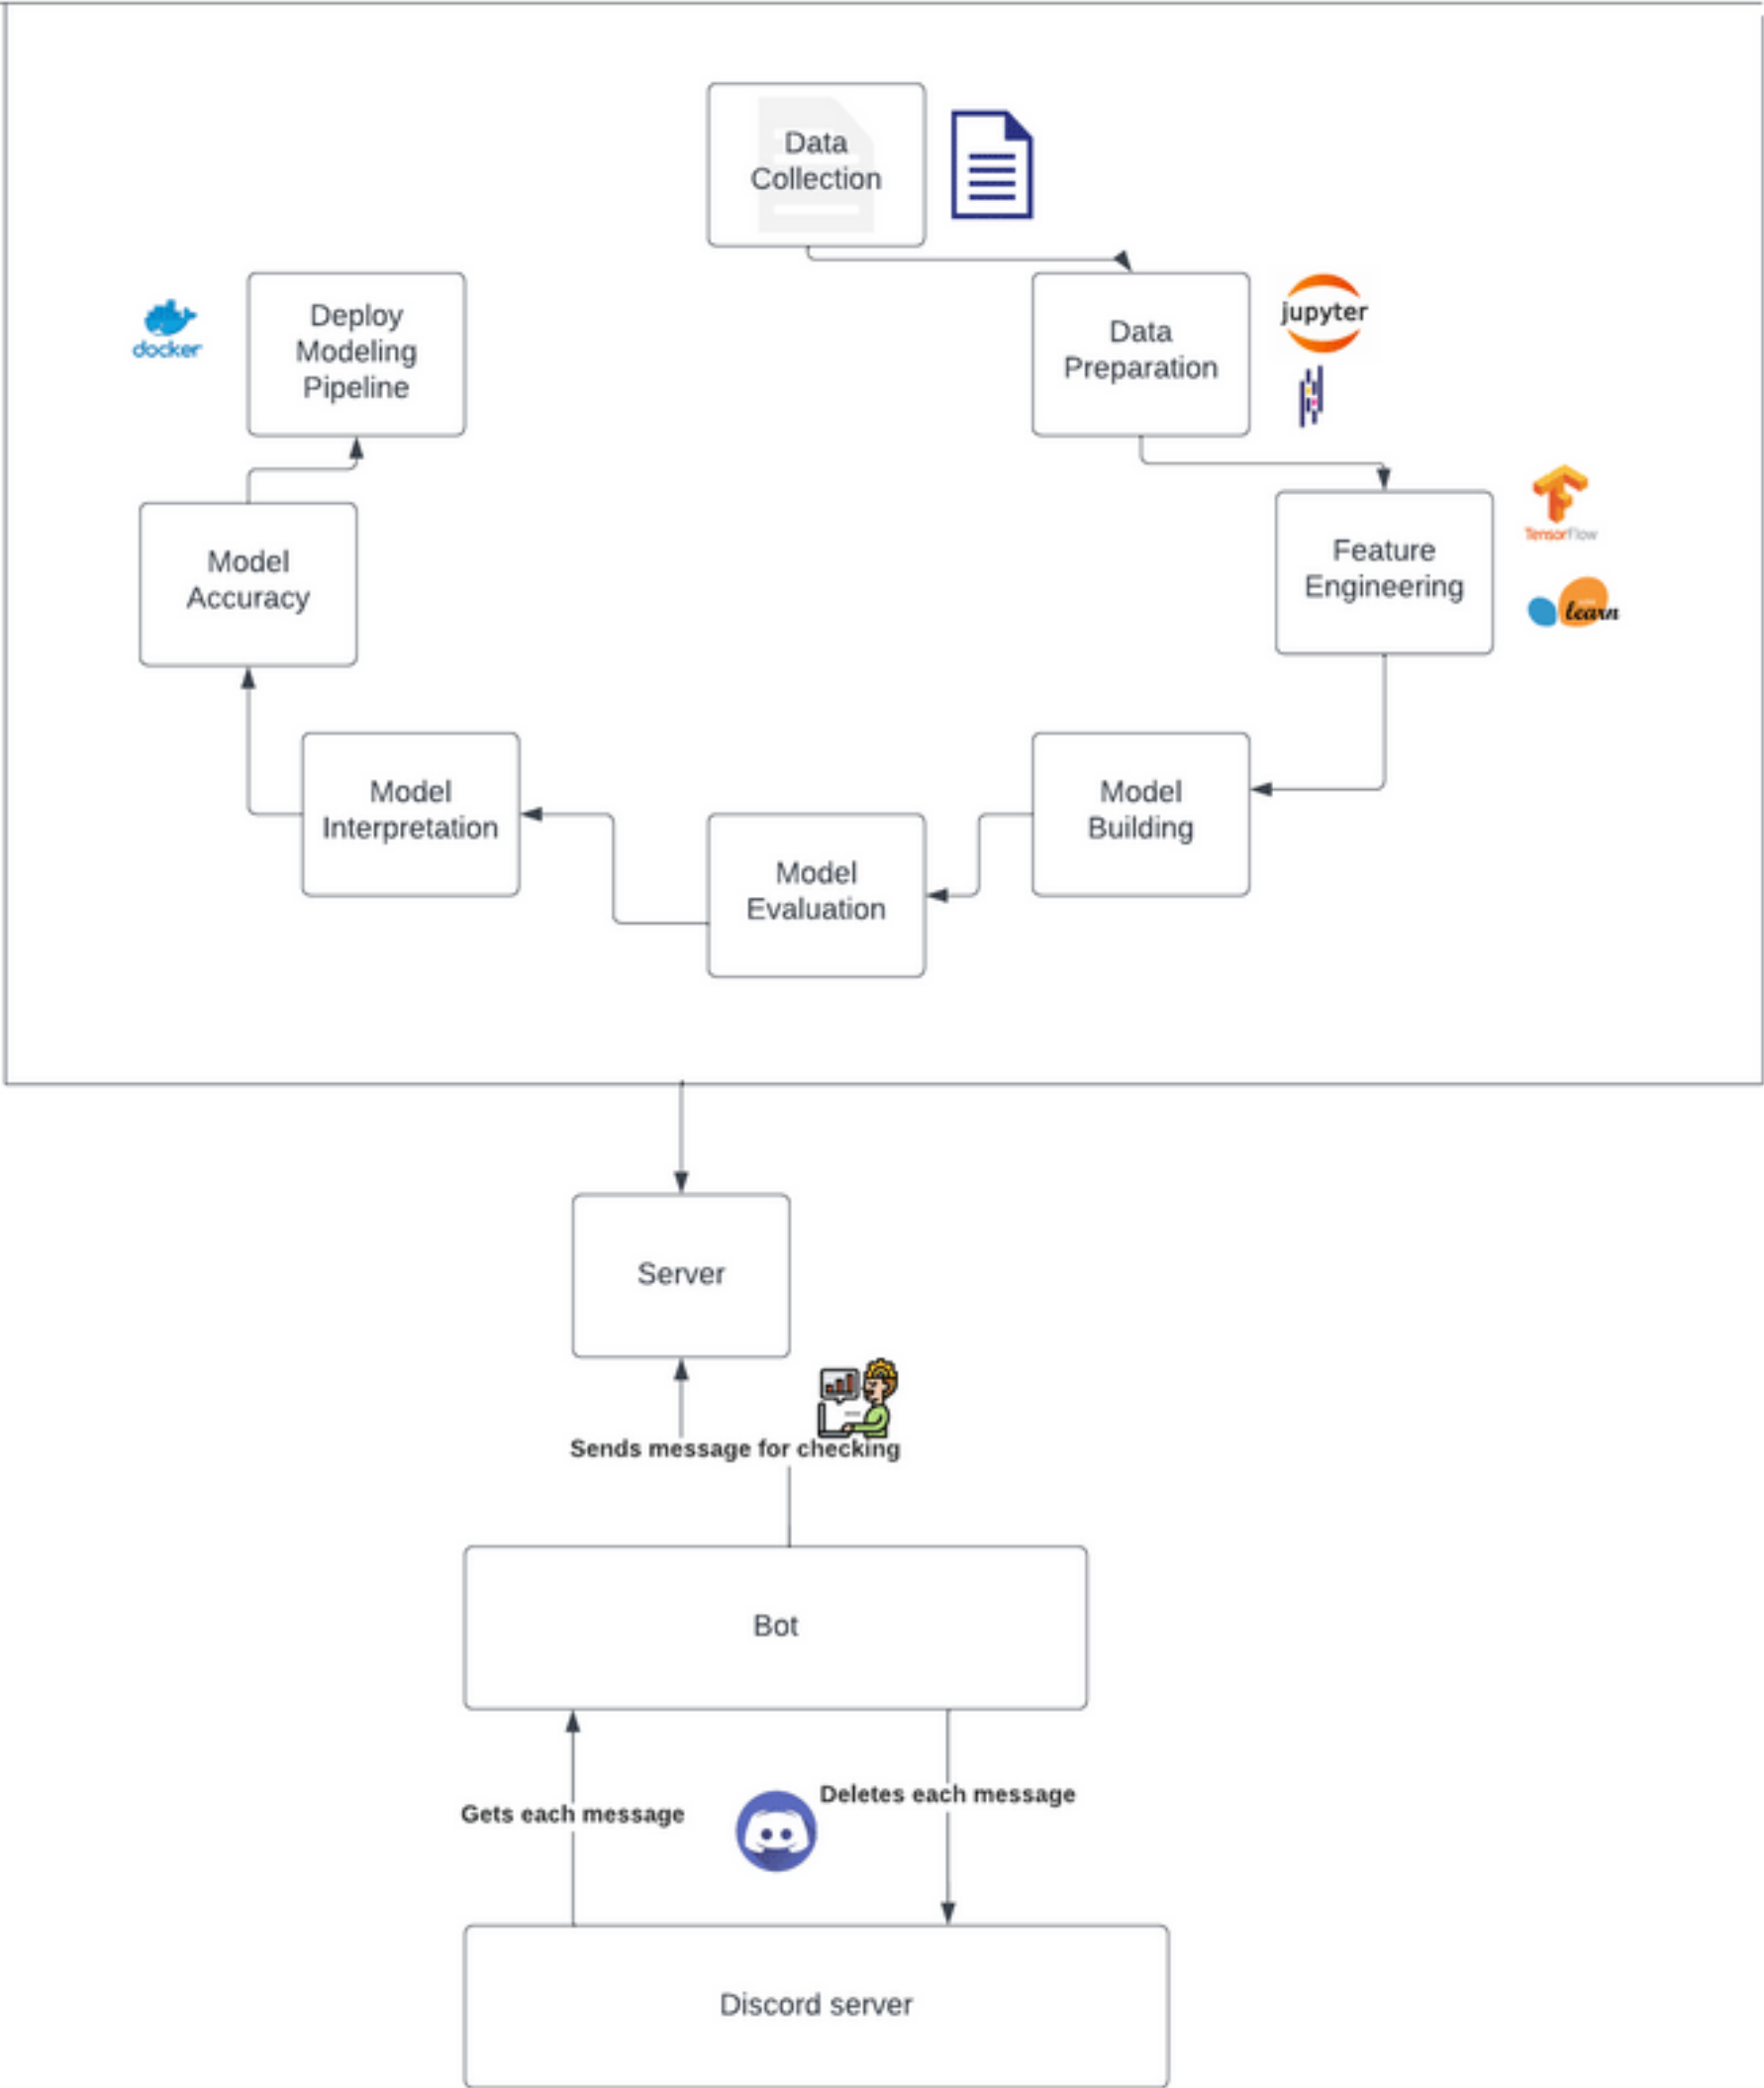 Data
Collection
Deploy
Modeling
Pipeline
docker
Data
Preparation
jupyter
Model
Accuracy
Feature
Engineering
TensorFlow
learn
Model
Interpretation
Model
Evaluation
Model
Building
Server
Sends message for checking
Bot
Gets each message
Deletes each message
Discord server